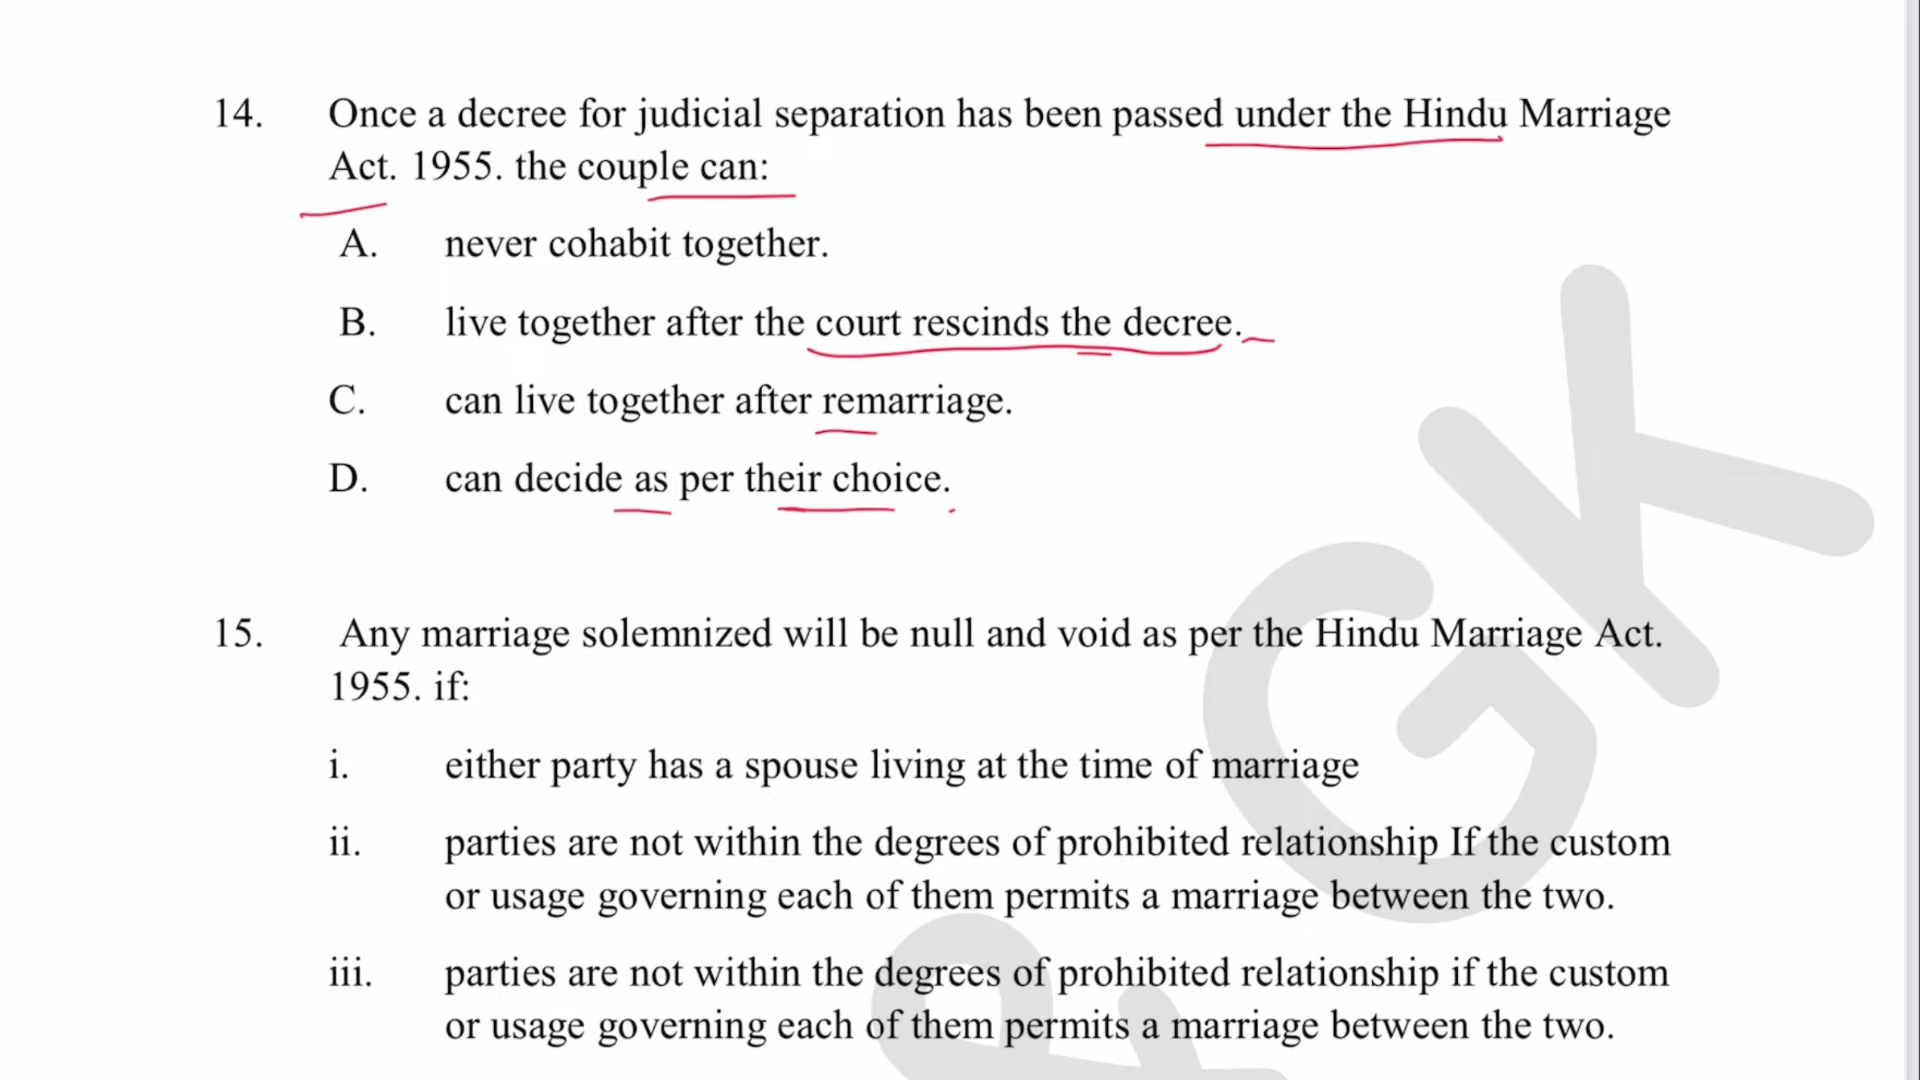 14. Once a decree for judicial separation has been passed under the Hindu Marriage
Act. 1955. the couple can:
A. never cohabit together.
B. live together after the court rescinds the decree.
C. can live together after remarriage.
D. can decide as per their choice.
15. Any marriage solemnized will be null and void as per the Hindu Marriage Act.
1955. if:
i. either party has a spouse living at the time of marriage
ii. parties are not within the degrees of prohibited relationship If the custom
or usage governing each of them permits a marriage between the two.
iii. parties are not within the degrees of prohibited relationship if the custom
or usage governing each of them permits a marriage between the two.
& GK